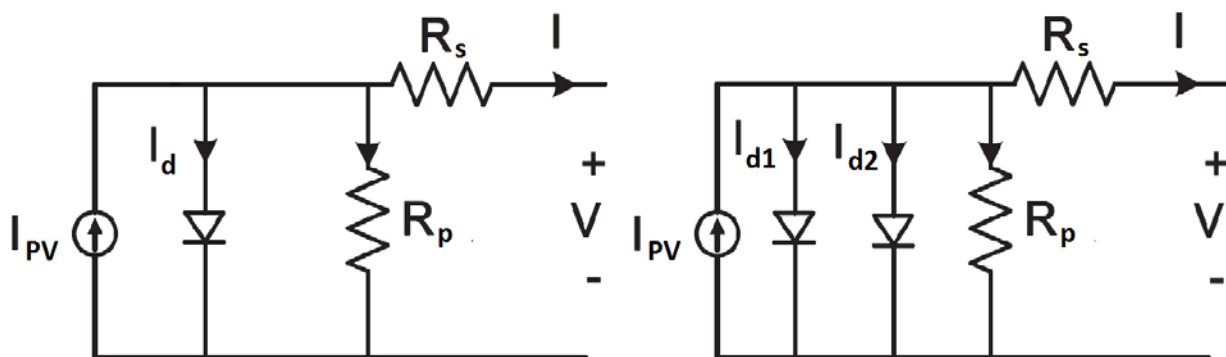 R_s
I
I_d
I_PV
R_p
+
V
-
R_s
I
I_d1
I_d2
I_PV
R_p
+
V
-